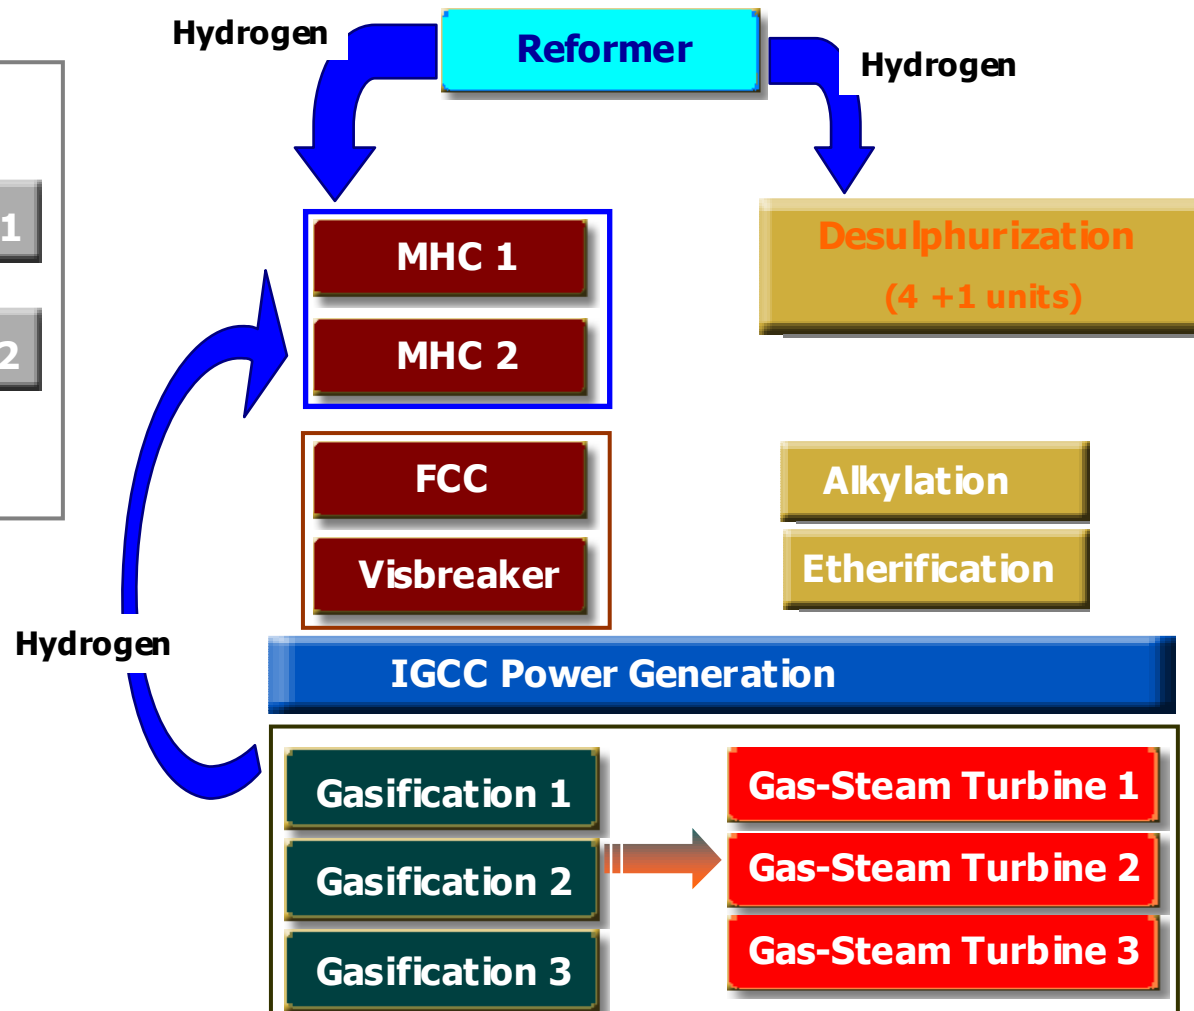 Hydrogen
Reformer
Hydrogen
1
2
MHC 1
MHC 2
Desulphurization
(4 +1 units)
FCC
Visbreaker
Alkylation
Etherification
Hydrogen
IGCC Power Generation
Gasification 1
Gasification 2
Gasification 3
Gas-Steam Turbine 1
Gas-Steam Turbine 2
Gas-Steam Turbine 3